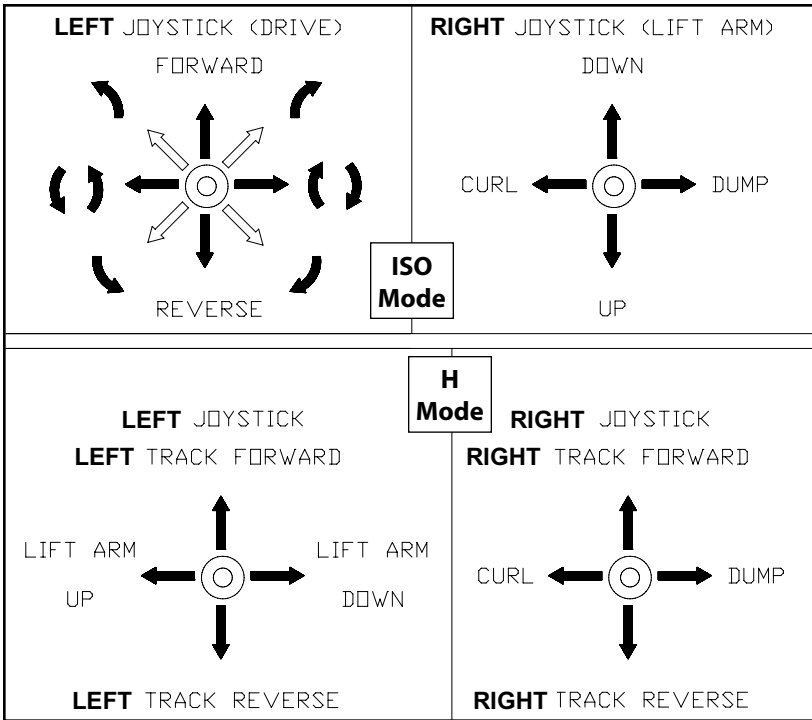 LEFT JOYSTICK (DRIVE)
FORWARD
REVERSE
RIGHT JOYSTICK (LIFT ARM)
DOWN
CURL
DUMP
UP
ISO
Mode
H
Mode
LEFT JOYSTICK
LEFT TRACK FORWARD
LIFT ARM
UP
LIFT ARM
DOWN
LEFT TRACK REVERSE
RIGHT JOYSTICK
RIGHT TRACK FORWARD
CURL
DUMP
RIGHT TRACK REVERSE